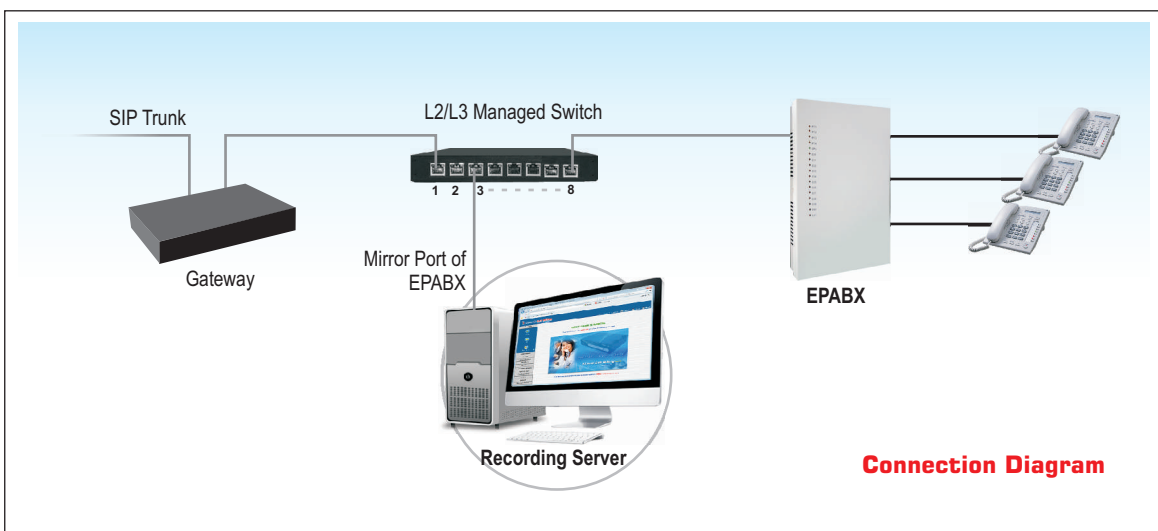 SIP Trunk
L2/L3 Managed Switch
1 2 3 8
Gateway
Mirror Port of
EPABX
EPABX
Recording Server
Connection Diagram